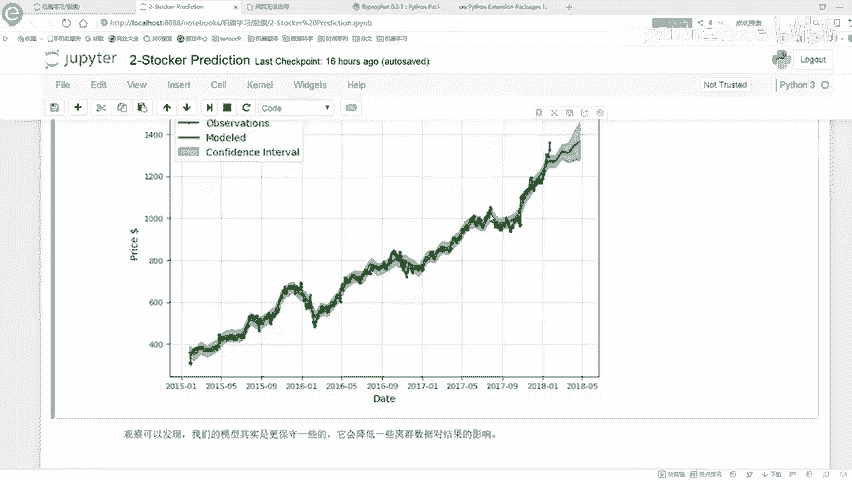 2-Stocker Prediction
http://localhost:8888/notebooks/机器学习/股票/2-Stocker%20Prediction.ipynb
jupyter 2-Stocker Prediction Last Checkpoint: 16 hours ago (autosaved)
Logout
File Edit View Insert Cell Kernel Widgets Help
Not Trusted
Python 3
Code
Observations
Modeled
Confidence Interval
1400
1200
1000
800
600
400
Price $
2015-01 2015-05 2015-09 2016-01 2016-05 2016-09 2017-01 2017-05 2017-09 2018-01 2018-05
Date
观察可以发现，我们的模型其实是更保守一些的，它会降低一些离群数据对结果的影响。